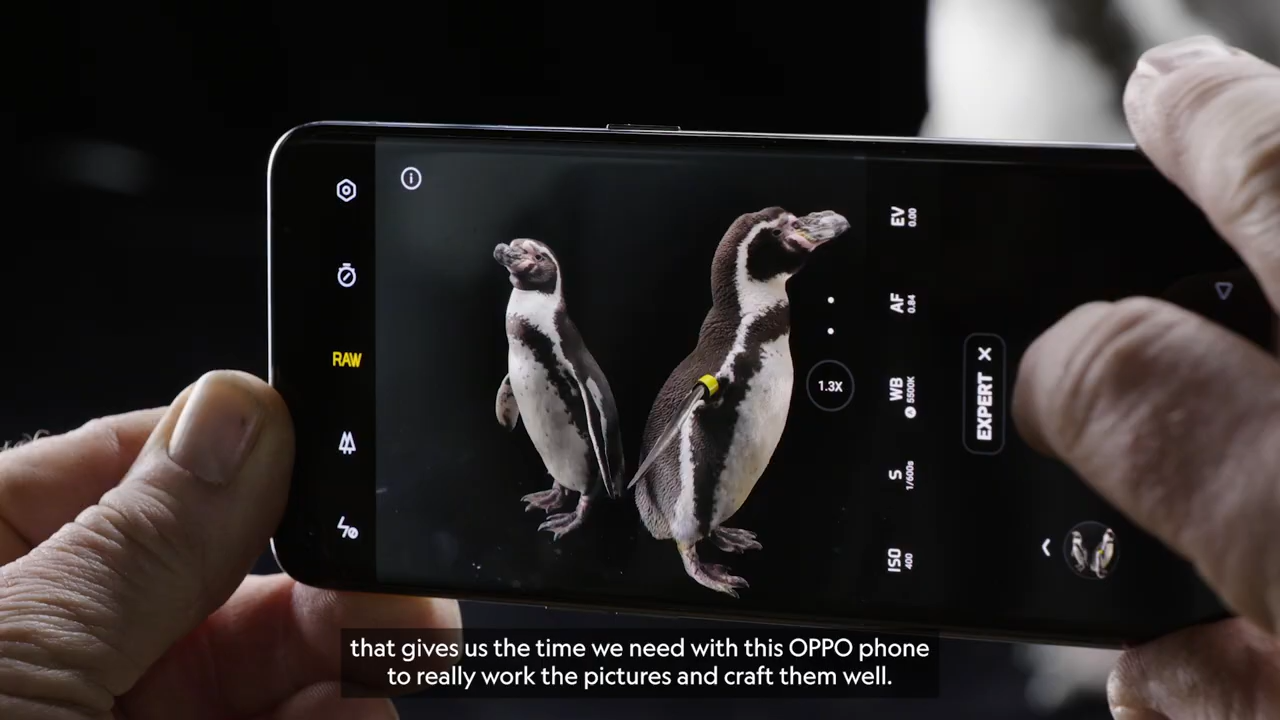 RAW
1.3X
EV
0.00
AF
0.84
WB
5500K
S
1/600s
ISO
400
EXPERT ✕
that gives us the time we need with this OPPO phone
to really work the pictures and craft them well.